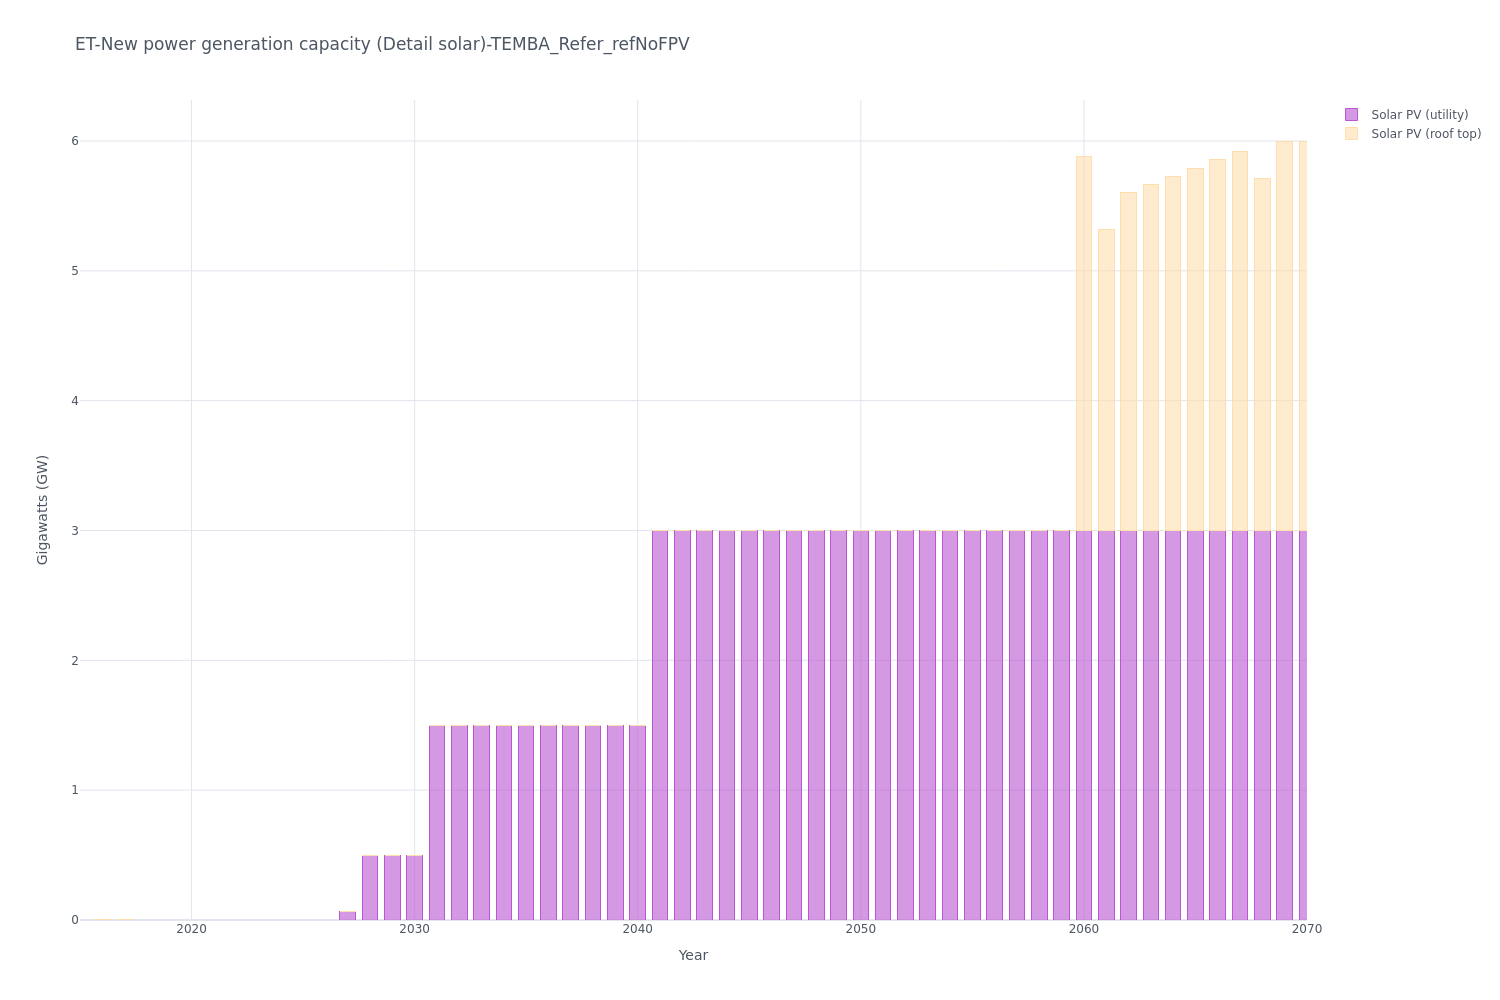 ET-New power generation capacity (Detail solar)-TEMBA_Refer_refNoFPV
Solar PV (utility)
Solar PV (roof top)
6
5
4
3
2
1
0
Gigawatts (GW)
2020 2030 2040 2050 2060 2070
Year